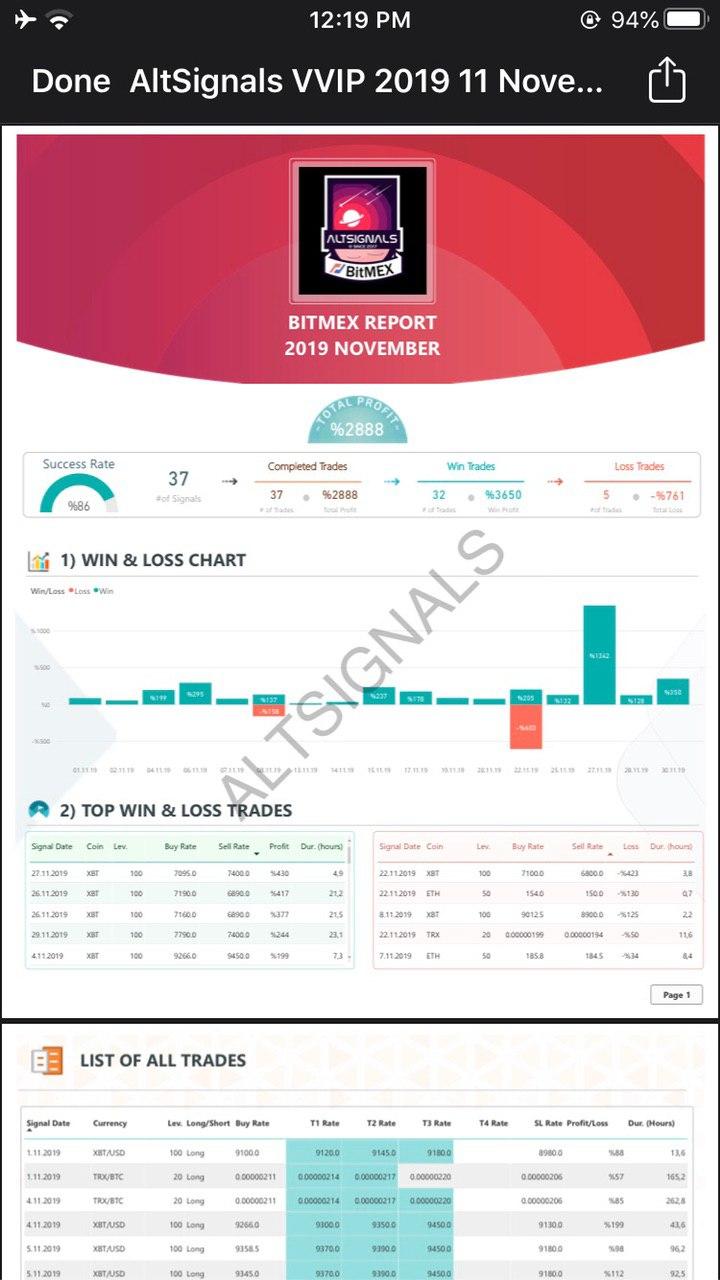 12:19 PM
94%
Done AltSignals VVIP 2019 11 Nove...
ALTSIGNALS
© SINCE 2017
BitMEX
BITMEX REPORT
2019 NOVEMBER
TOTAL PROFIT
%2888
Success Rate
%86
37
#of Signals
Completed Trades
37 %2888
# of Trades Total Profit
Win Trades
32 %3650
# of Trades Win Profit
Loss Trades
5 -%761
#of Trades Total Loss
1) WIN & LOSS CHART
Win/Loss Loss Win
%1000
%500
%0
-%500
%199 %295 %137 -%158 %237 %178 %205 %132 %1342 %128 %350
01.11.19 02.11.19 04.11.19 06.11.19 07.11.19 08.11.19 13.11.19 14.11.19 15.11.19 17.11.19 19.11.19 20.11.19 22.11.19 25.11.19 27.11.19 28.11.19 30.11.19
ALTSIGNALS
2) TOP WIN & LOSS TRADES
Signal Date Coin Lev. Buy Rate Sell Rate Profit Dur. (hours)
27.11.2019 XBT 100 7095.0 7400.0 %430 4,9
26.11.2019 XBT 100 7190.0 6890.0 %417 21,2
26.11.2019 XBT 100 7160.0 6890.0 %377 21,5
29.11.2019 XBT 100 7790.0 7400.0 %244 23,1
4.11.2019 XBT 100 9266.0 9450.0 %199 7,3
Signal Date Coin Lev. Buy Rate Sell Rate Loss Dur. (hours)
22.11.2019 XBT 100 7100.0 6800.0 -%423 3,8
22.11.2019 ETH 50 154.0 150.0 -%130 0,7
8.11.2019 XBT 100 9012.5 8900.0 -%125 2,2
22.11.2019 TRX 20 0.00000199 0.00000194 -%50 11,6
7.11.2019 ETH 50 185.8 184.5 -%34 8,4
Page 1
LIST OF ALL TRADES
Signal Date Currency Lev. Long/Short Buy Rate T1 Rate T2 Rate T3 Rate T4 Rate SL Rate Profit/Loss Dur. (Hours)
1.11.2019 XBT/USD 100 Long 9100.0 9120.0 9145.0 9180.0 8980.0 %88 13,6
1.11.2019 TRX/BTC 20 Long 0.00000211 0.00000214 0.00000217 0.00000220 0.00000206 %57 165,2
4.11.2019 TRX/BTC 20 Long 0.00000211 0.00000214 0.00000217 0.00000220 0.00000206 %85 262,8
4.11.2019 XBT/USD 100 Long 9266.0 9300.0 9350.0 9450.0 9130.0 %199 43,6
5.11.2019 XBT/USD 100 Long 9358.5 9370.0 9390.0 9450.0 9180.0 %98 96,2
5.11.2019 XBT/USD 100 Long 9345.0 9370.0 9390.0 9450.0 9180.0 %112 92,5